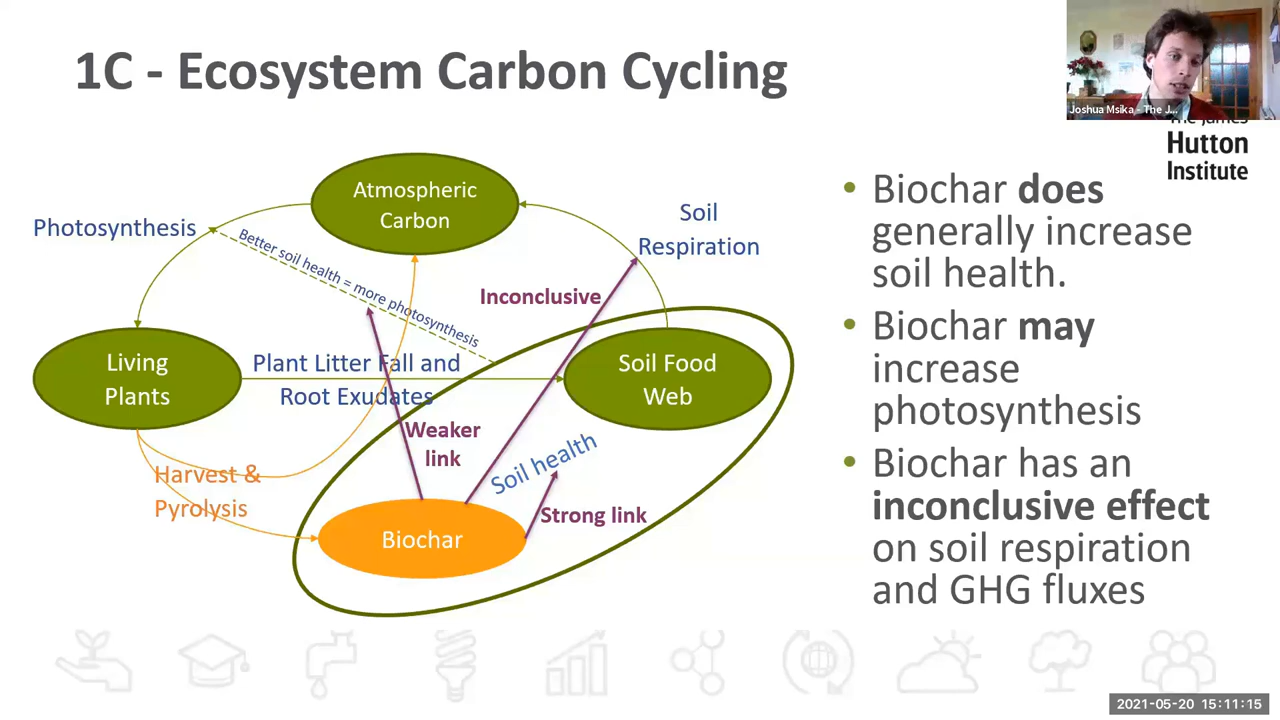 1C - Ecosystem Carbon Cycling
Joshua Msika - The J...
The James
Hutton
Institute
Atmospheric
Carbon
Photosynthesis
Better soil health = more photosynthesis
Soil
Respiration
Inconclusive
Living
Plants
Plant Litter Fall and
Root Exudates
Soil Food
Web
Weaker
link
Soil health
Harvest &
Pyrolysis
Strong link
Biochar
• Biochar does
generally increase
soil health.
• Biochar may
increase
photosynthesis
• Biochar has an
inconclusive effect
on soil respiration
and GHG fluxes
2021-05-20 15:11:15